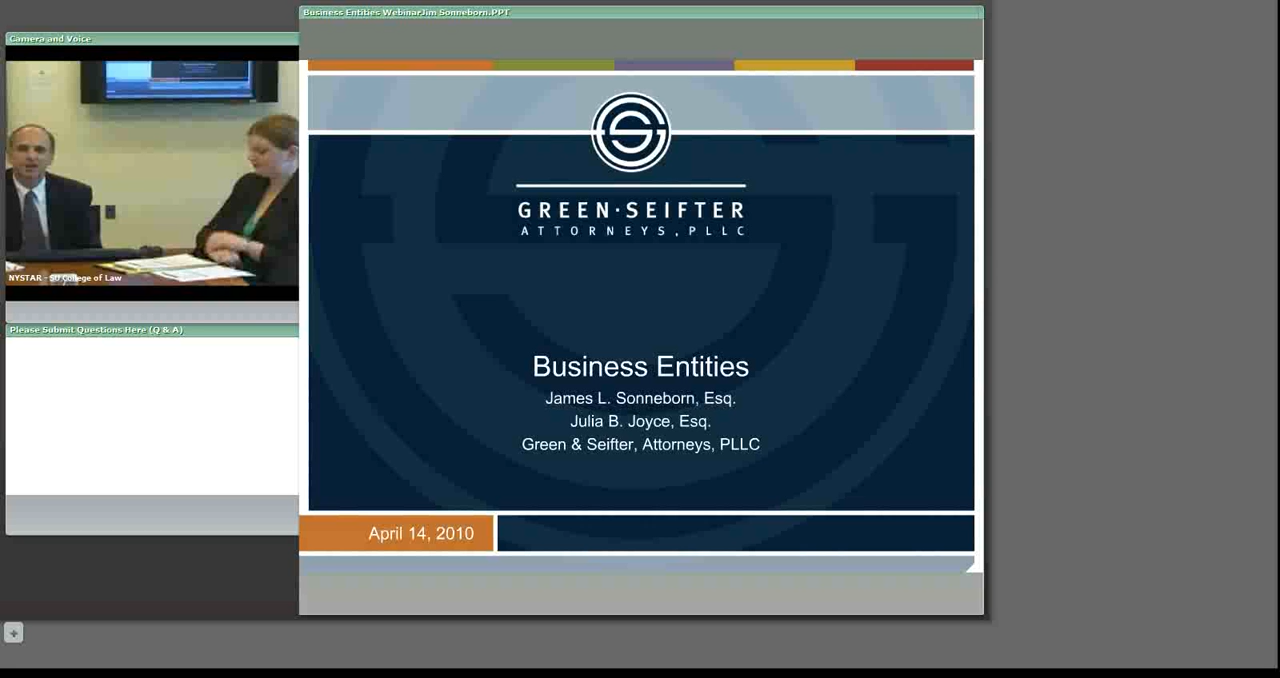 Business Entities WebinarJim Sonneborn.PPT
Camera and Voice
NYSTAR - SU College of Law
Please Submit Questions Here (Q & A)
GREEN·SEIFTER
ATTORNEYS, PLLC
Business Entities
James L. Sonneborn, Esq.
Julia B. Joyce, Esq.
Green & Seifter, Attorneys, PLLC
April 14, 2010